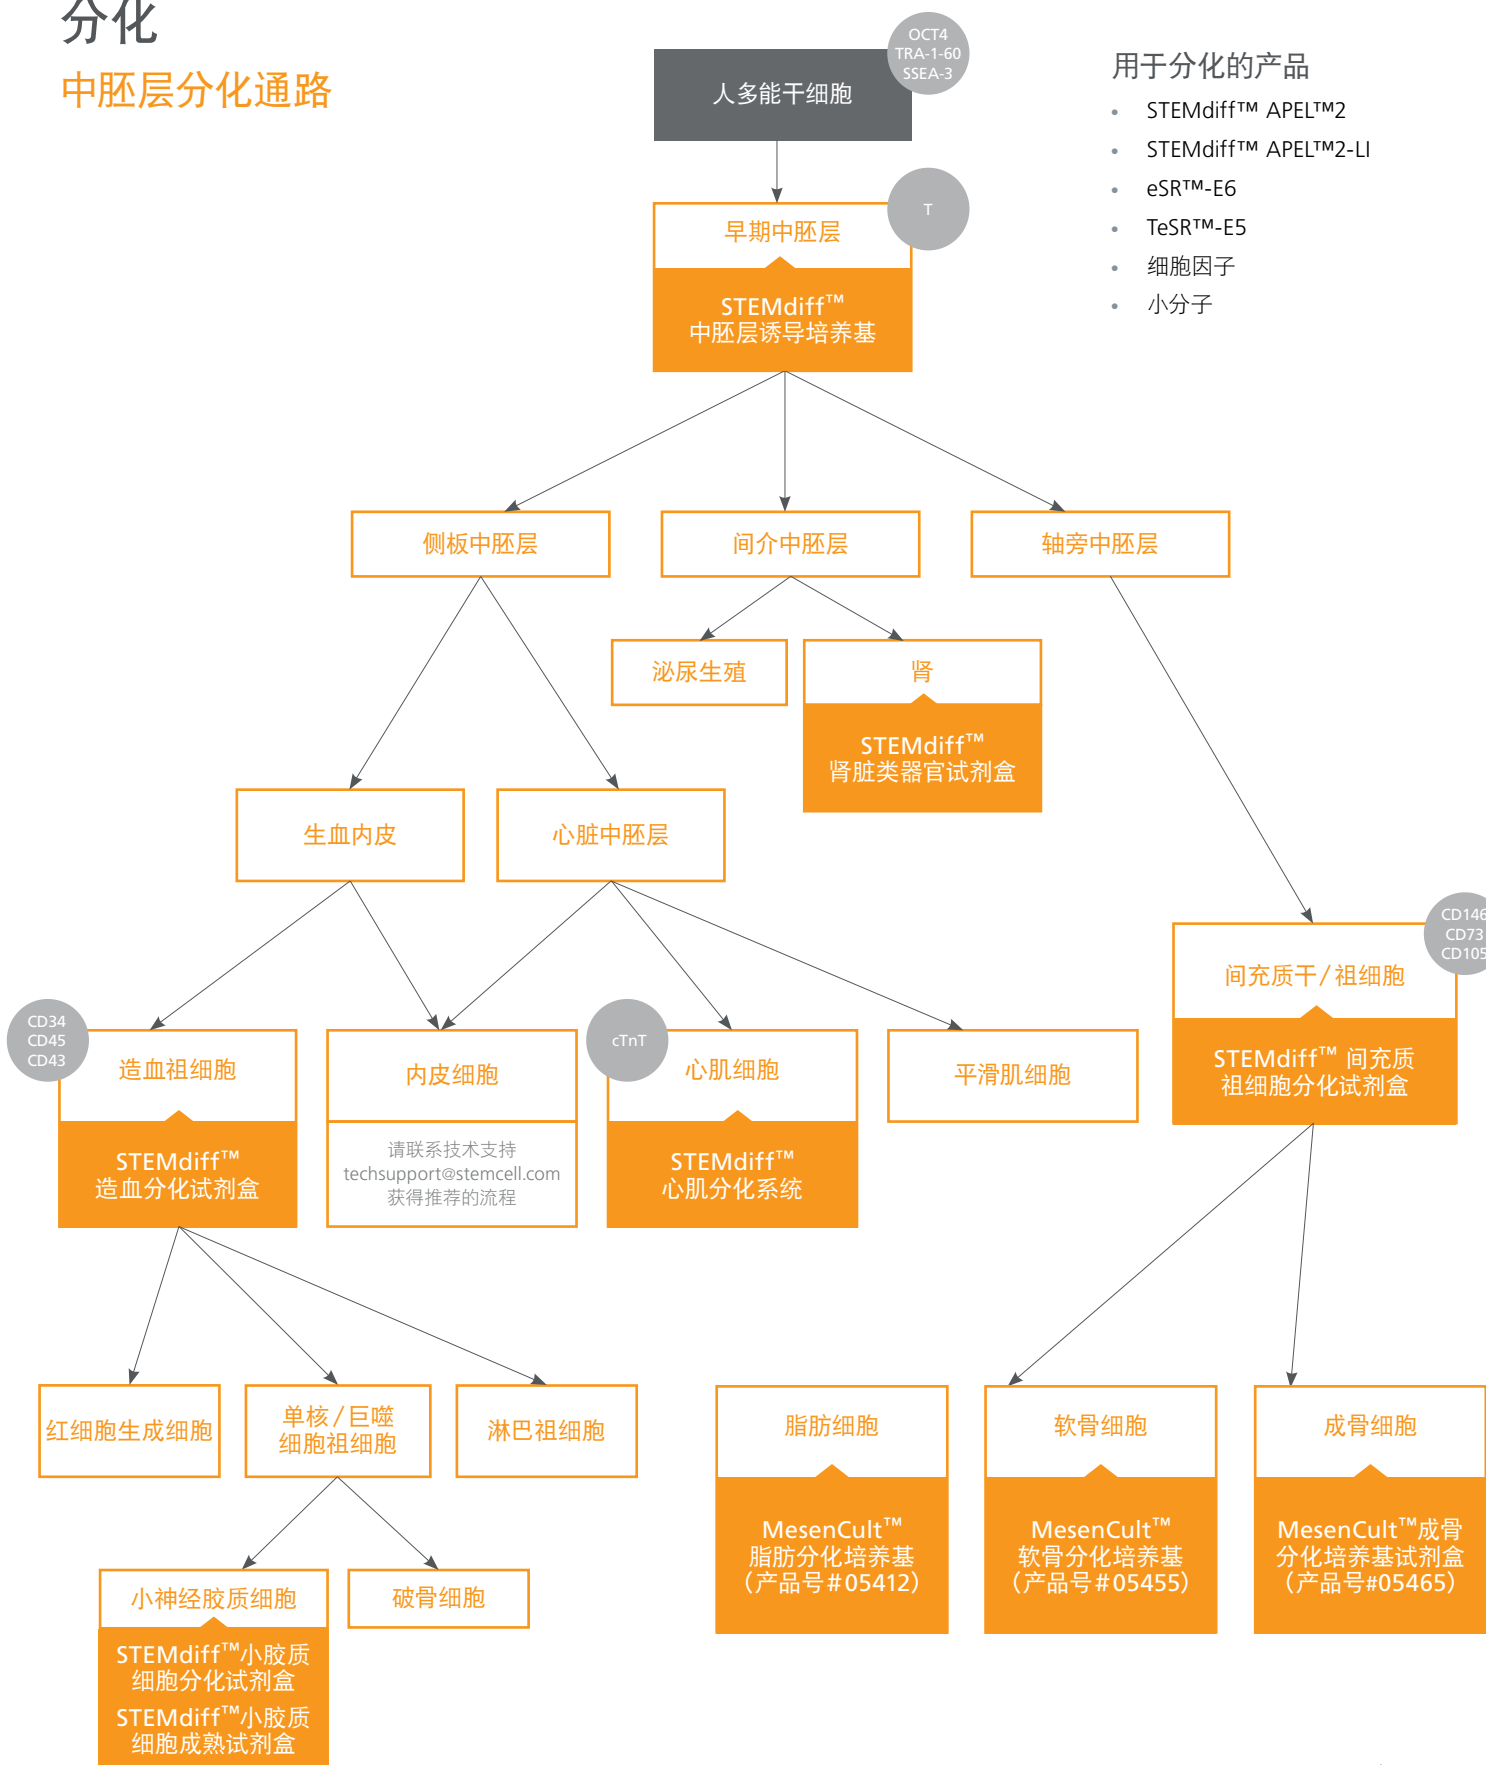 分化
中胚层分化通路
OCT4
TRA-1-60
SSEA-3
人多能干细胞
用于分化的产品
• STEMdiff™ APEL™2
• STEMdiff™ APEL™2-LI
• eSR™-E6
• TeSR™-E5
• 细胞因子
• 小分子
T
早期中胚层
STEMdiff™
中胚层诱导培养基
侧板中胚层
间介中胚层
轴旁中胚层
泌尿生殖
肾
STEMdiff™
肾脏类器官试剂盒
生血内皮
心脏中胚层
CD146
CD73
CD105
间充质干/祖细胞
STEMdiff™ 间充质
祖细胞分化试剂盒
CD34
CD45
CD43
造血祖细胞
STEMdiff™
造血分化试剂盒
内皮细胞
请联系技术支持
techsupport@stemcell.com
获得推荐的流程
cTnT
心肌细胞
STEMdiff™
心肌分化系统
平滑肌细胞
红细胞生成细胞
单核/巨噬
细胞祖细胞
淋巴祖细胞
脂肪细胞
MesenCult™
脂肪分化培养基
（产品号#05412）
软骨细胞
MesenCult™
软骨分化培养基
（产品号#05455）
成骨细胞
MesenCult™成骨
分化培养基试剂盒
（产品号#05465）
小神经胶质细胞
STEMdiff™小胶质
细胞分化试剂盒
STEMdiff™小胶质
细胞成熟试剂盒
破骨细胞